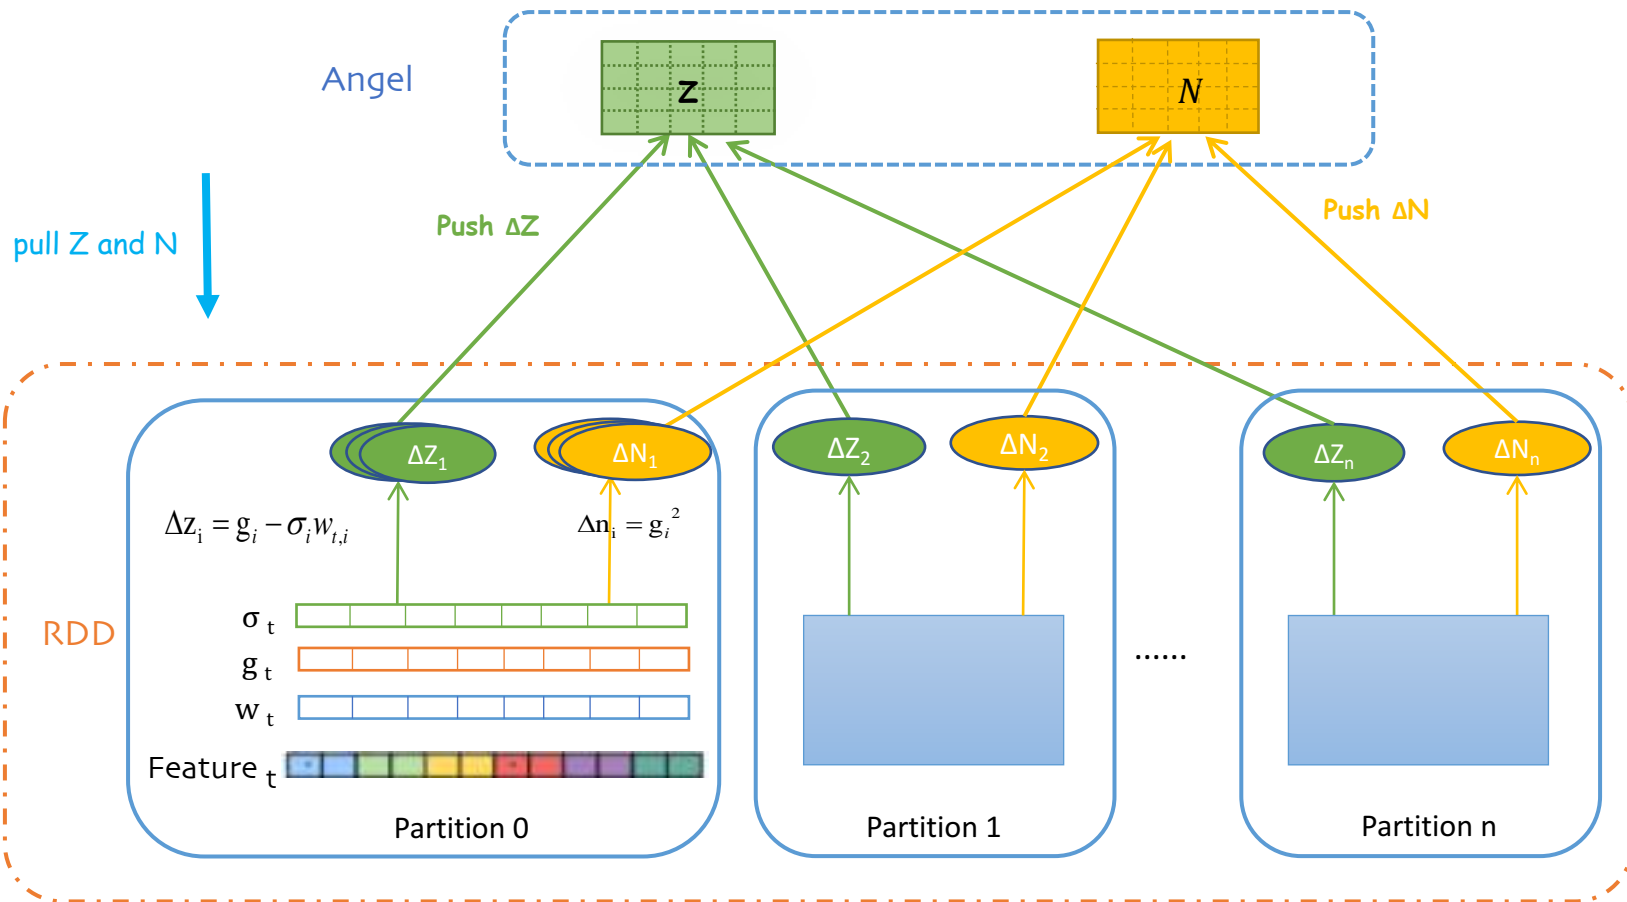 Angel
Z
N
Push ΔZ
Push ΔN
pull Z and N
ΔZ₁
ΔN₁
ΔZ₂
ΔN₂
ΔZₙ
ΔNₙ
Δzᵢ = gᵢ − σᵢw_{t,i}
Δnᵢ = gᵢ²
RDD
σ t
g t
w t
Feature t
......
Partition 0
Partition 1
Partition n